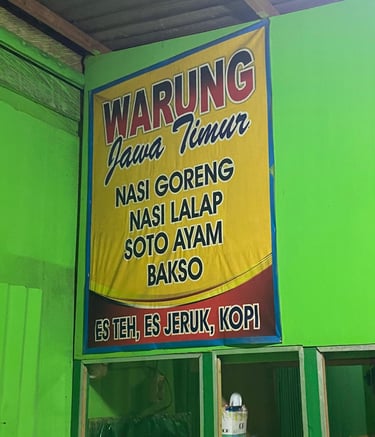 WARUNG
Jawa Timur
NASI GORENG
NASI LALAP
SOTO AYAM
BAKSO
ES TEH, ES JERUK, KOPI